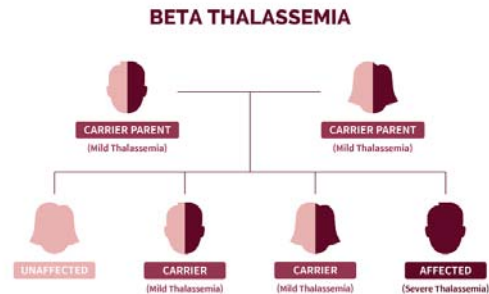 BETA THALASSEMIA
CARRIER PARENT
(Mild Thalassemia)
CARRIER PARENT
(Mild Thalassemia)
UNAFFECTED
CARRIER
(Mild Thalassemia)
CARRIER
(Mild Thalassemia)
AFFECTED
(Severe Thalassemia)